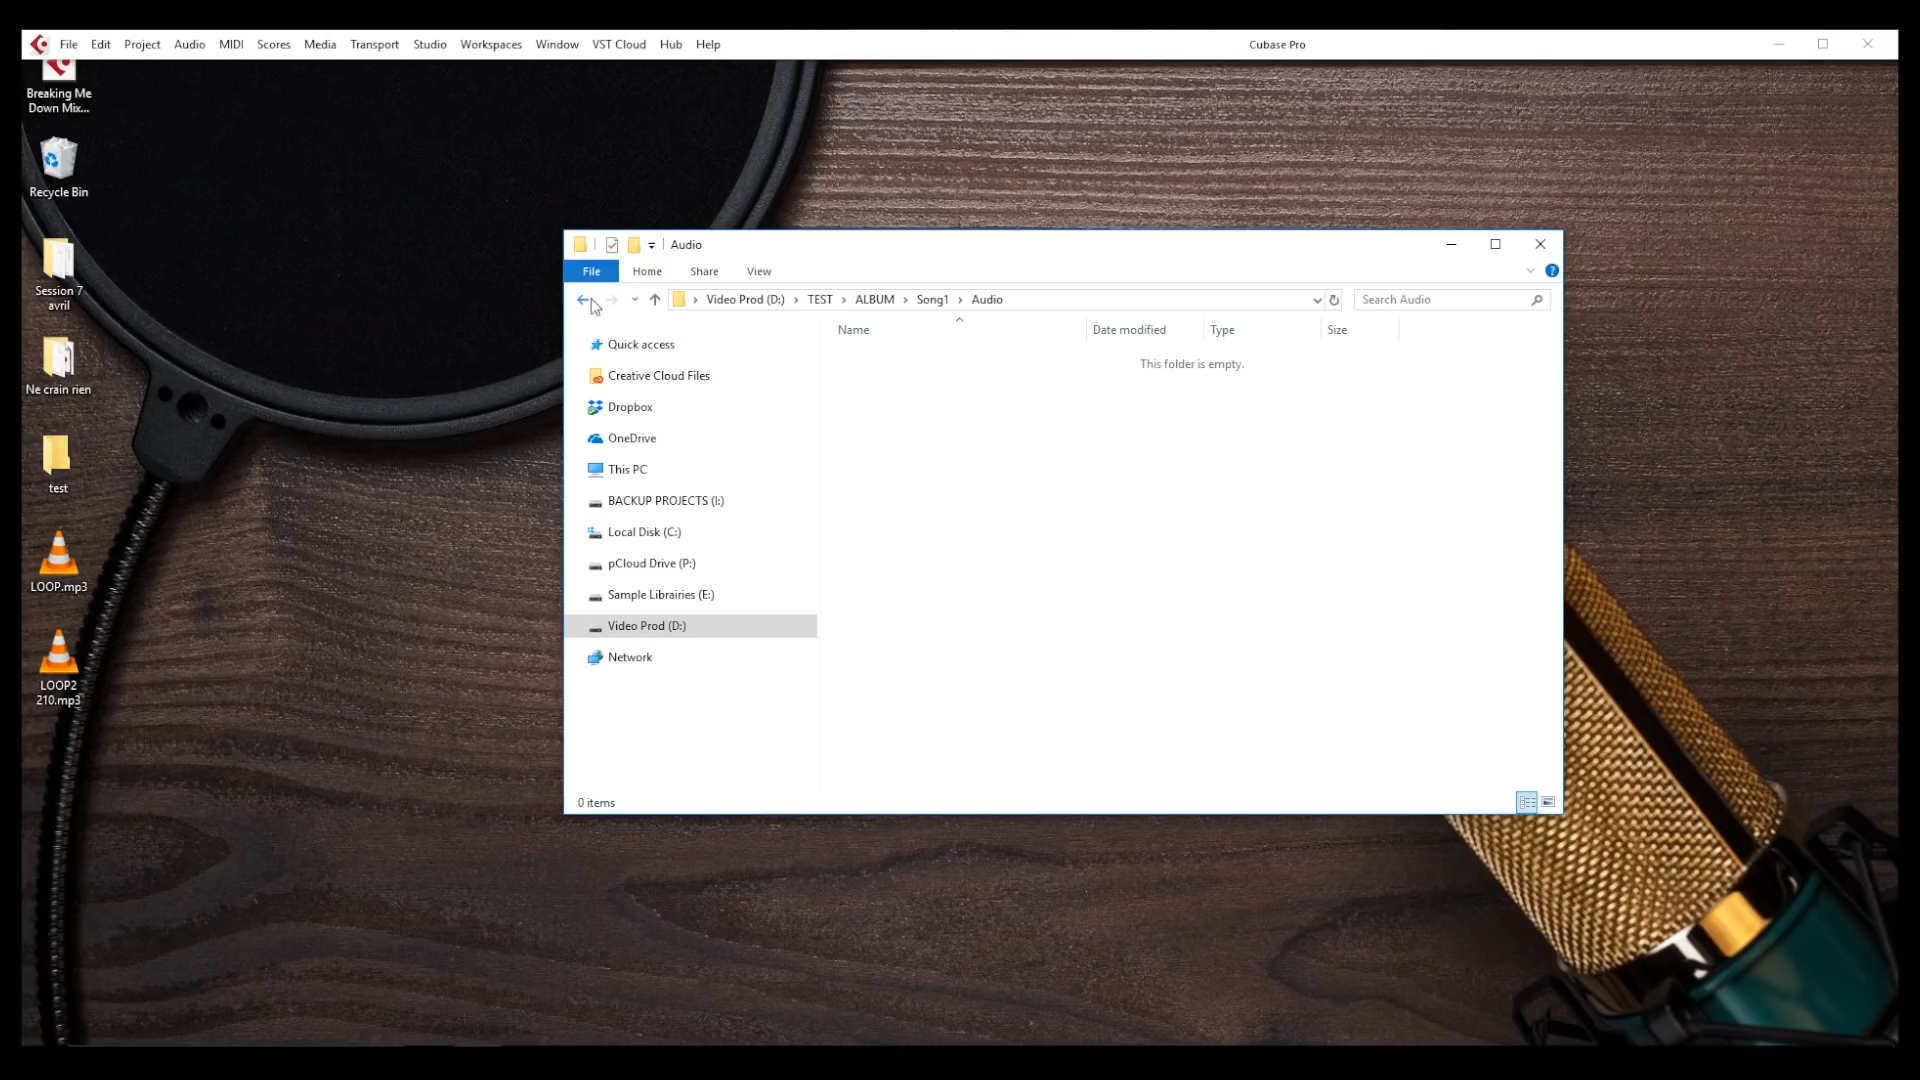 File Edit Project Audio MIDI Scores Media Transport Studio Workspaces Window VST Cloud Hub Help Cubase Pro
Breaking Me
Down Mix...
Recycle Bin
Session 7
avril
Ne crain rien
test
LOOP.mp3
LOOP2
210.mp3
Audio
File Home Share View
Video Prod (D:) TEST ALBUM Song1 Audio Search Audio
Name Date modified Type Size
This folder is empty.
Quick access
Creative Cloud Files
Dropbox
OneDrive
This PC
BACKUP PROJECTS (I:)
Local Disk (C:)
pCloud Drive (P:)
Sample Librairies (E:)
Video Prod (D:)
Network
0 items